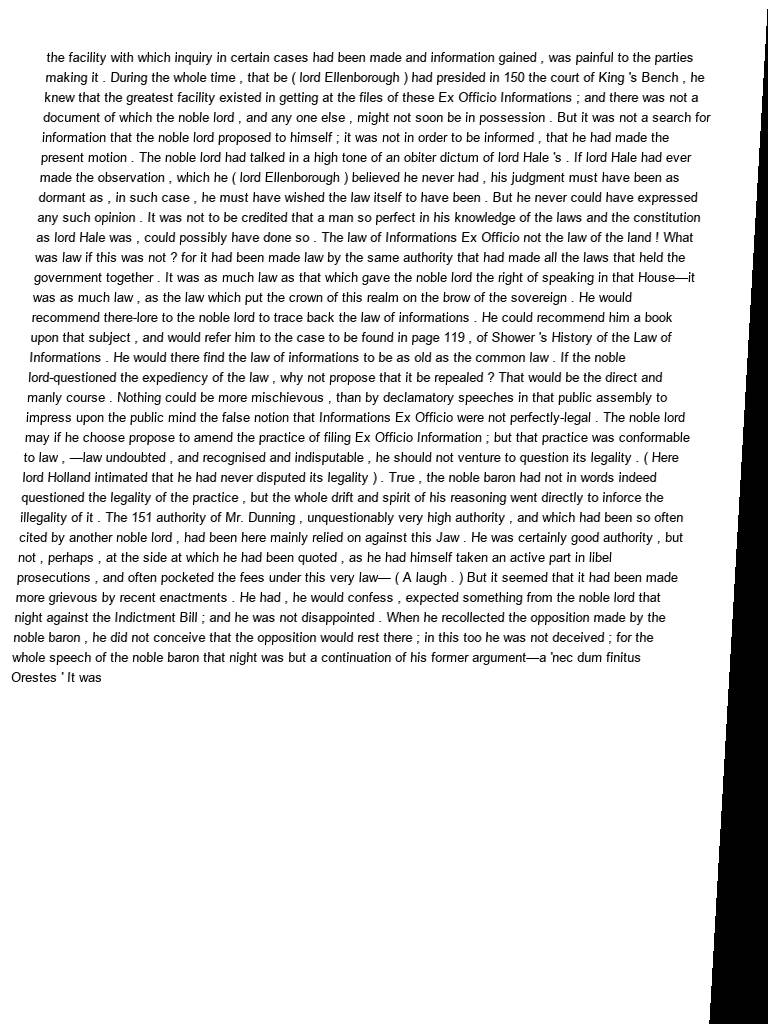 the facility with which inquiry in certain cases had been made and information gained , was painful to the parties
making it . During the whole time , that be ( lord Ellenborough ) had presided in 150 the court of King 's Bench , he
knew that the greatest facility existed in getting at the files of these Ex Officio Informations ; and there was not a
document of which the noble lord , and any one else , might not soon be in possession . But it was not a search for
information that the noble lord proposed to himself ; it was not in order to be informed , that he had made the
present motion . The noble lord had talked in a high tone of an obiter dictum of lord Hale 's . If lord Hale had ever
made the observation , which he ( lord Ellenborough ) believed he never had , his judgment must have been as
dormant as , in such case , he must have wished the law itself to have been . But he never could have expressed
any such opinion . It was not to be credited that a man so perfect in his knowledge of the laws and the constitution
as lord Hale was , could possibly have done so . The law of Informations Ex Officio not the law of the land ! What
was law if this was not ? for it had been made law by the same authority that had made all the laws that held the
government together . It was as much law as that which gave the noble lord the right of speaking in that House—it
was as much law , as the law which put the crown of this realm on the brow of the sovereign . He would
recommend there-lore to the noble lord to trace back the law of informations . He could recommend him a book
upon that subject , and would refer him to the case to be found in page 119 , of Shower 's History of the Law of
Informations . He would there find the law of informations to be as old as the common law . If the noble
lord-questioned the expediency of the law , why not propose that it be repealed ? That would be the direct and
manly course . Nothing could be more mischievous , than by declamatory speeches in that public assembly to
impress upon the public mind the false notion that Informations Ex Officio were not perfectly-legal . The noble lord
may if he choose propose to amend the practice of filing Ex Officio Information ; but that practice was conformable
to law , —law undoubted , and recognised and indisputable , he should not venture to question its legality . ( Here
lord Holland intimated that he had never disputed its legality ) . True , the noble baron had not in words indeed
questioned the legality of the practice , but the whole drift and spirit of his reasoning went directly to inforce the
illegality of it . The 151 authority of Mr. Dunning , unquestionably very high authority , and which had been so often
cited by another noble lord , had been here mainly relied on against this Jaw . He was certainly good authority , but
not , perhaps , at the side at which he had been quoted , as he had himself taken an active part in libel
prosecutions , and often pocketed the fees under this very law— ( A laugh . ) But it seemed that it had been made
more grievous by recent enactments . He had , he would confess , expected something from the noble lord that
night against the Indictment Bill ; and he was not disappointed . When he recollected the opposition made by the
noble baron , he did not conceive that the opposition would rest there ; in this too he was not deceived ; for the
whole speech of the noble baron that night was but a continuation of his former argument—a 'nec dum finitus
Orestes ' It was